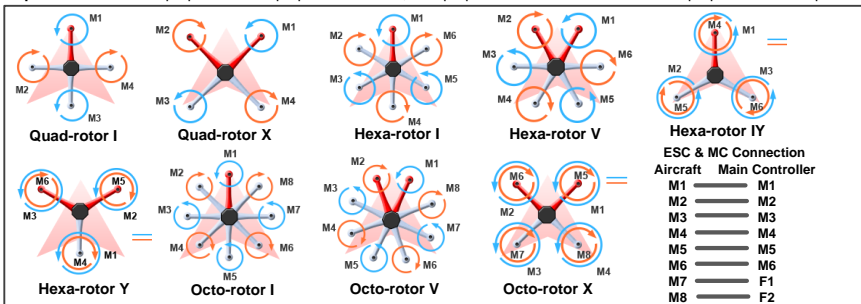 M1
M2
M4
M3
Quad-rotor I
M2
M1
M3
M4
Quad-rotor X
M1
M2
M6
M3
M5
M4
Hexa-rotor I
M2
M1
M3
M6
M4
M5
Hexa-rotor V
M4
M1
M2
M3
M5
M6
Hexa-rotor IY
M6
M5
M3
M2
M4
M1
Hexa-rotor Y
M1
M2
M8
M3
M7
M4
M6
M5
Octo-rotor I
M2
M1
M3
M8
M4
M7
M5
M6
Octo-rotor V
M6
M5
M2
M1
M7
M8
M3
M4
Octo-rotor X
ESC & MC Connection
Aircraft Main Controller
M1 M1
M2 M2
M3 M3
M4 M4
M5 M5
M6 M6
M7 F1
M8 F2